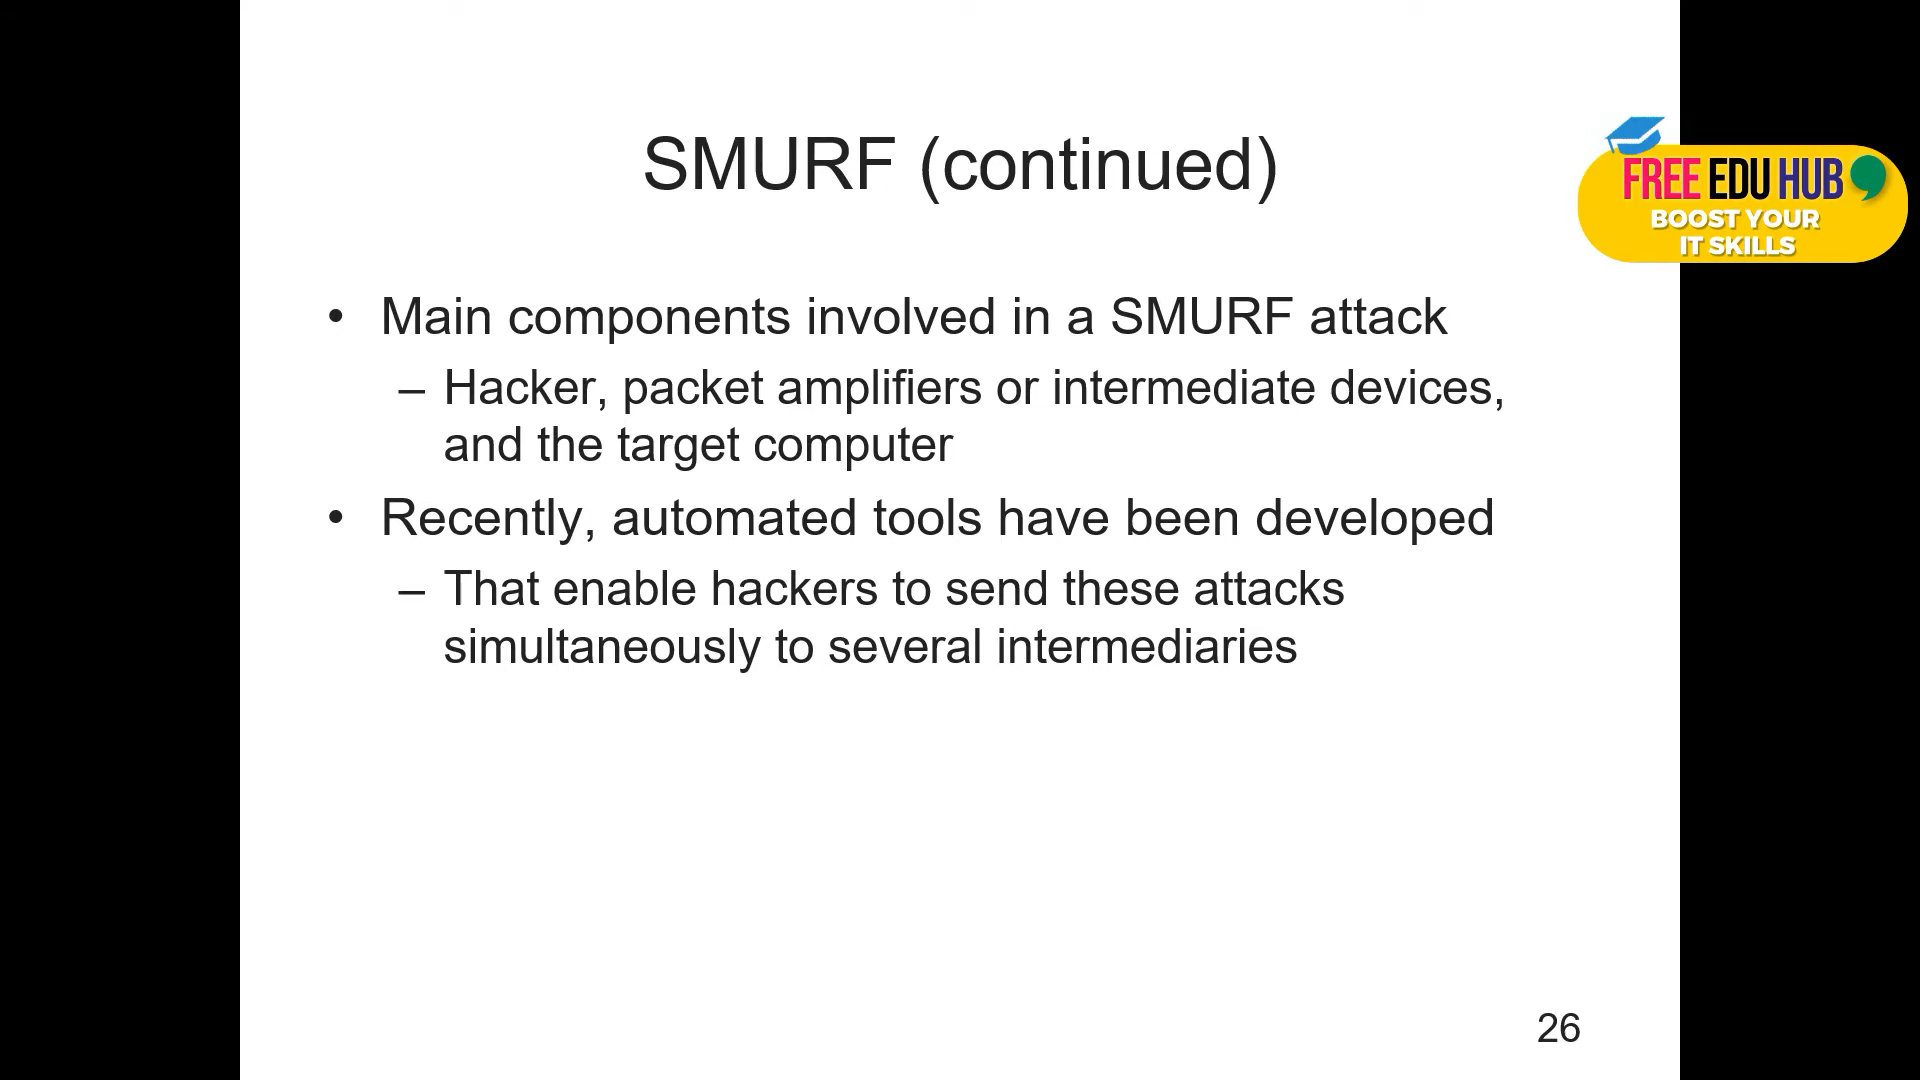 SMURF (continued)
FREE EDU HUB
BOOST YOUR
IT SKILLS
• Main components involved in a SMURF attack
– Hacker, packet amplifiers or intermediate devices,
and the target computer
• Recently, automated tools have been developed
– That enable hackers to send these attacks
simultaneously to several intermediaries
26